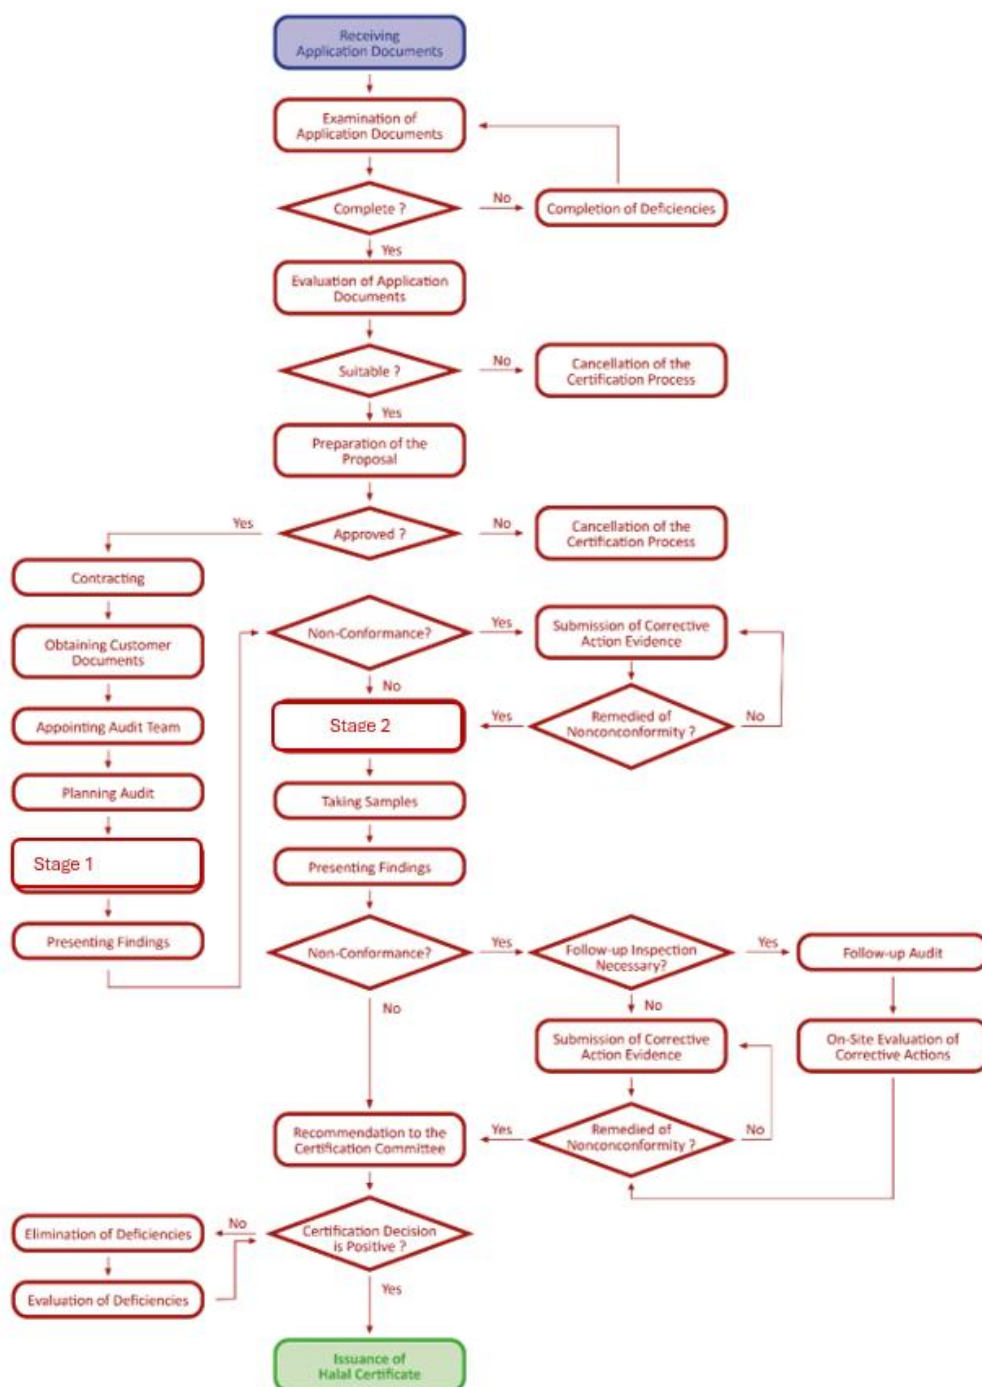 Receiving
Application Documents
Examination of
Application Documents
Complete ?
No
Completion of Deficiencies
Yes
Evaluation of Application
Documents
Suitable ?
No
Cancellation of the
Certification Process
Yes
Preparation of the
Proposal
Approved ?
Yes
No
Cancellation of the
Certification Process
Contracting
Obtaining Customer
Documents
Appointing Audit Team
Planning Audit
Stage 1
Presenting Findings
Non-Conformance?
Yes
Submission of Corrective
Action Evidence
No
Stage 2
Yes
Remedied of
Nonconconformity ?
No
Taking Samples
Presenting Findings
Non-Conformance?
Yes
Follow-up Inspection
Necessary?
Yes
Follow-up Audit
No
No
Submission of Corrective
Action Evidence
On-Site Evaluation of
Corrective Actions
Recommendation to the
Certification Committee
Yes
Remedied of
Nonconconformity ?
No
Certification Decision
is Positive ?
No
Elimination of Deficiencies
Evaluation of Deficiencies
Yes
Issuance of
Halal Certificate